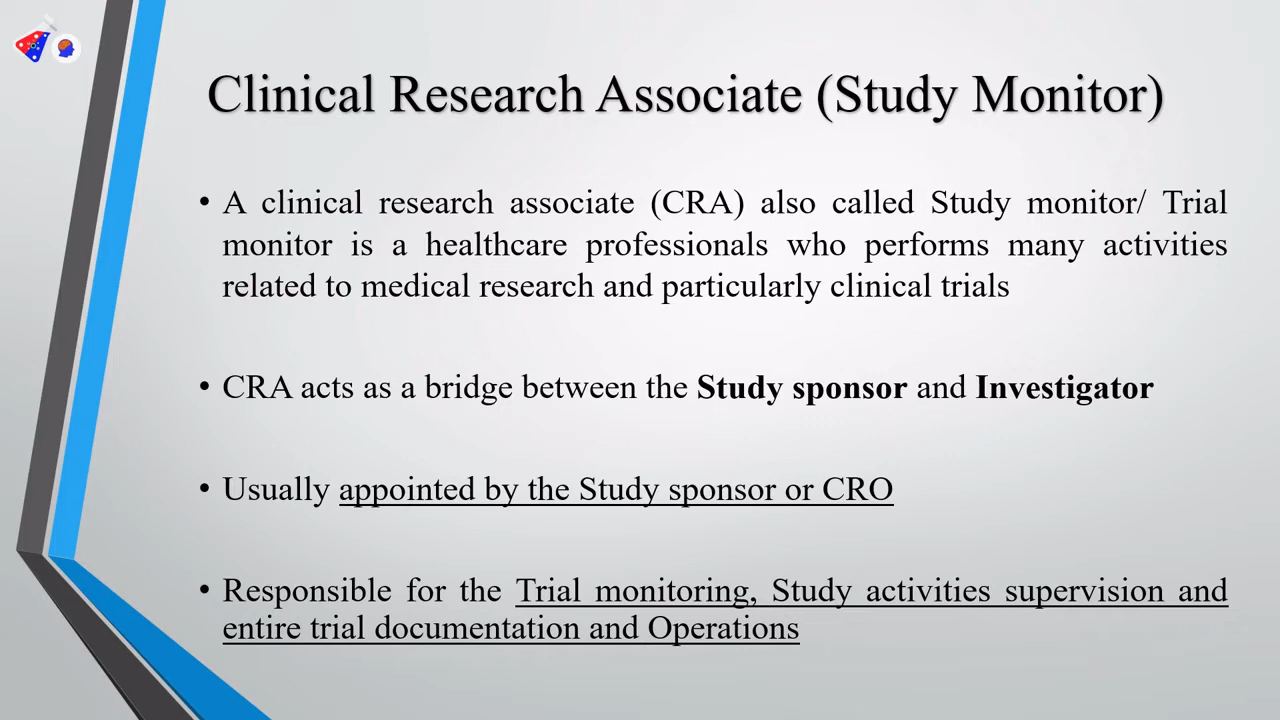 Clinical Research Associate (Study Monitor)
• A clinical research associate (CRA) also called Study monitor/ Trial
monitor is a healthcare professionals who performs many activities
related to medical research and particularly clinical trials
• CRA acts as a bridge between the Study sponsor and Investigator
• Usually appointed by the Study sponsor or CRO
• Responsible for the Trial monitoring, Study activities supervision and
entire trial documentation and Operations